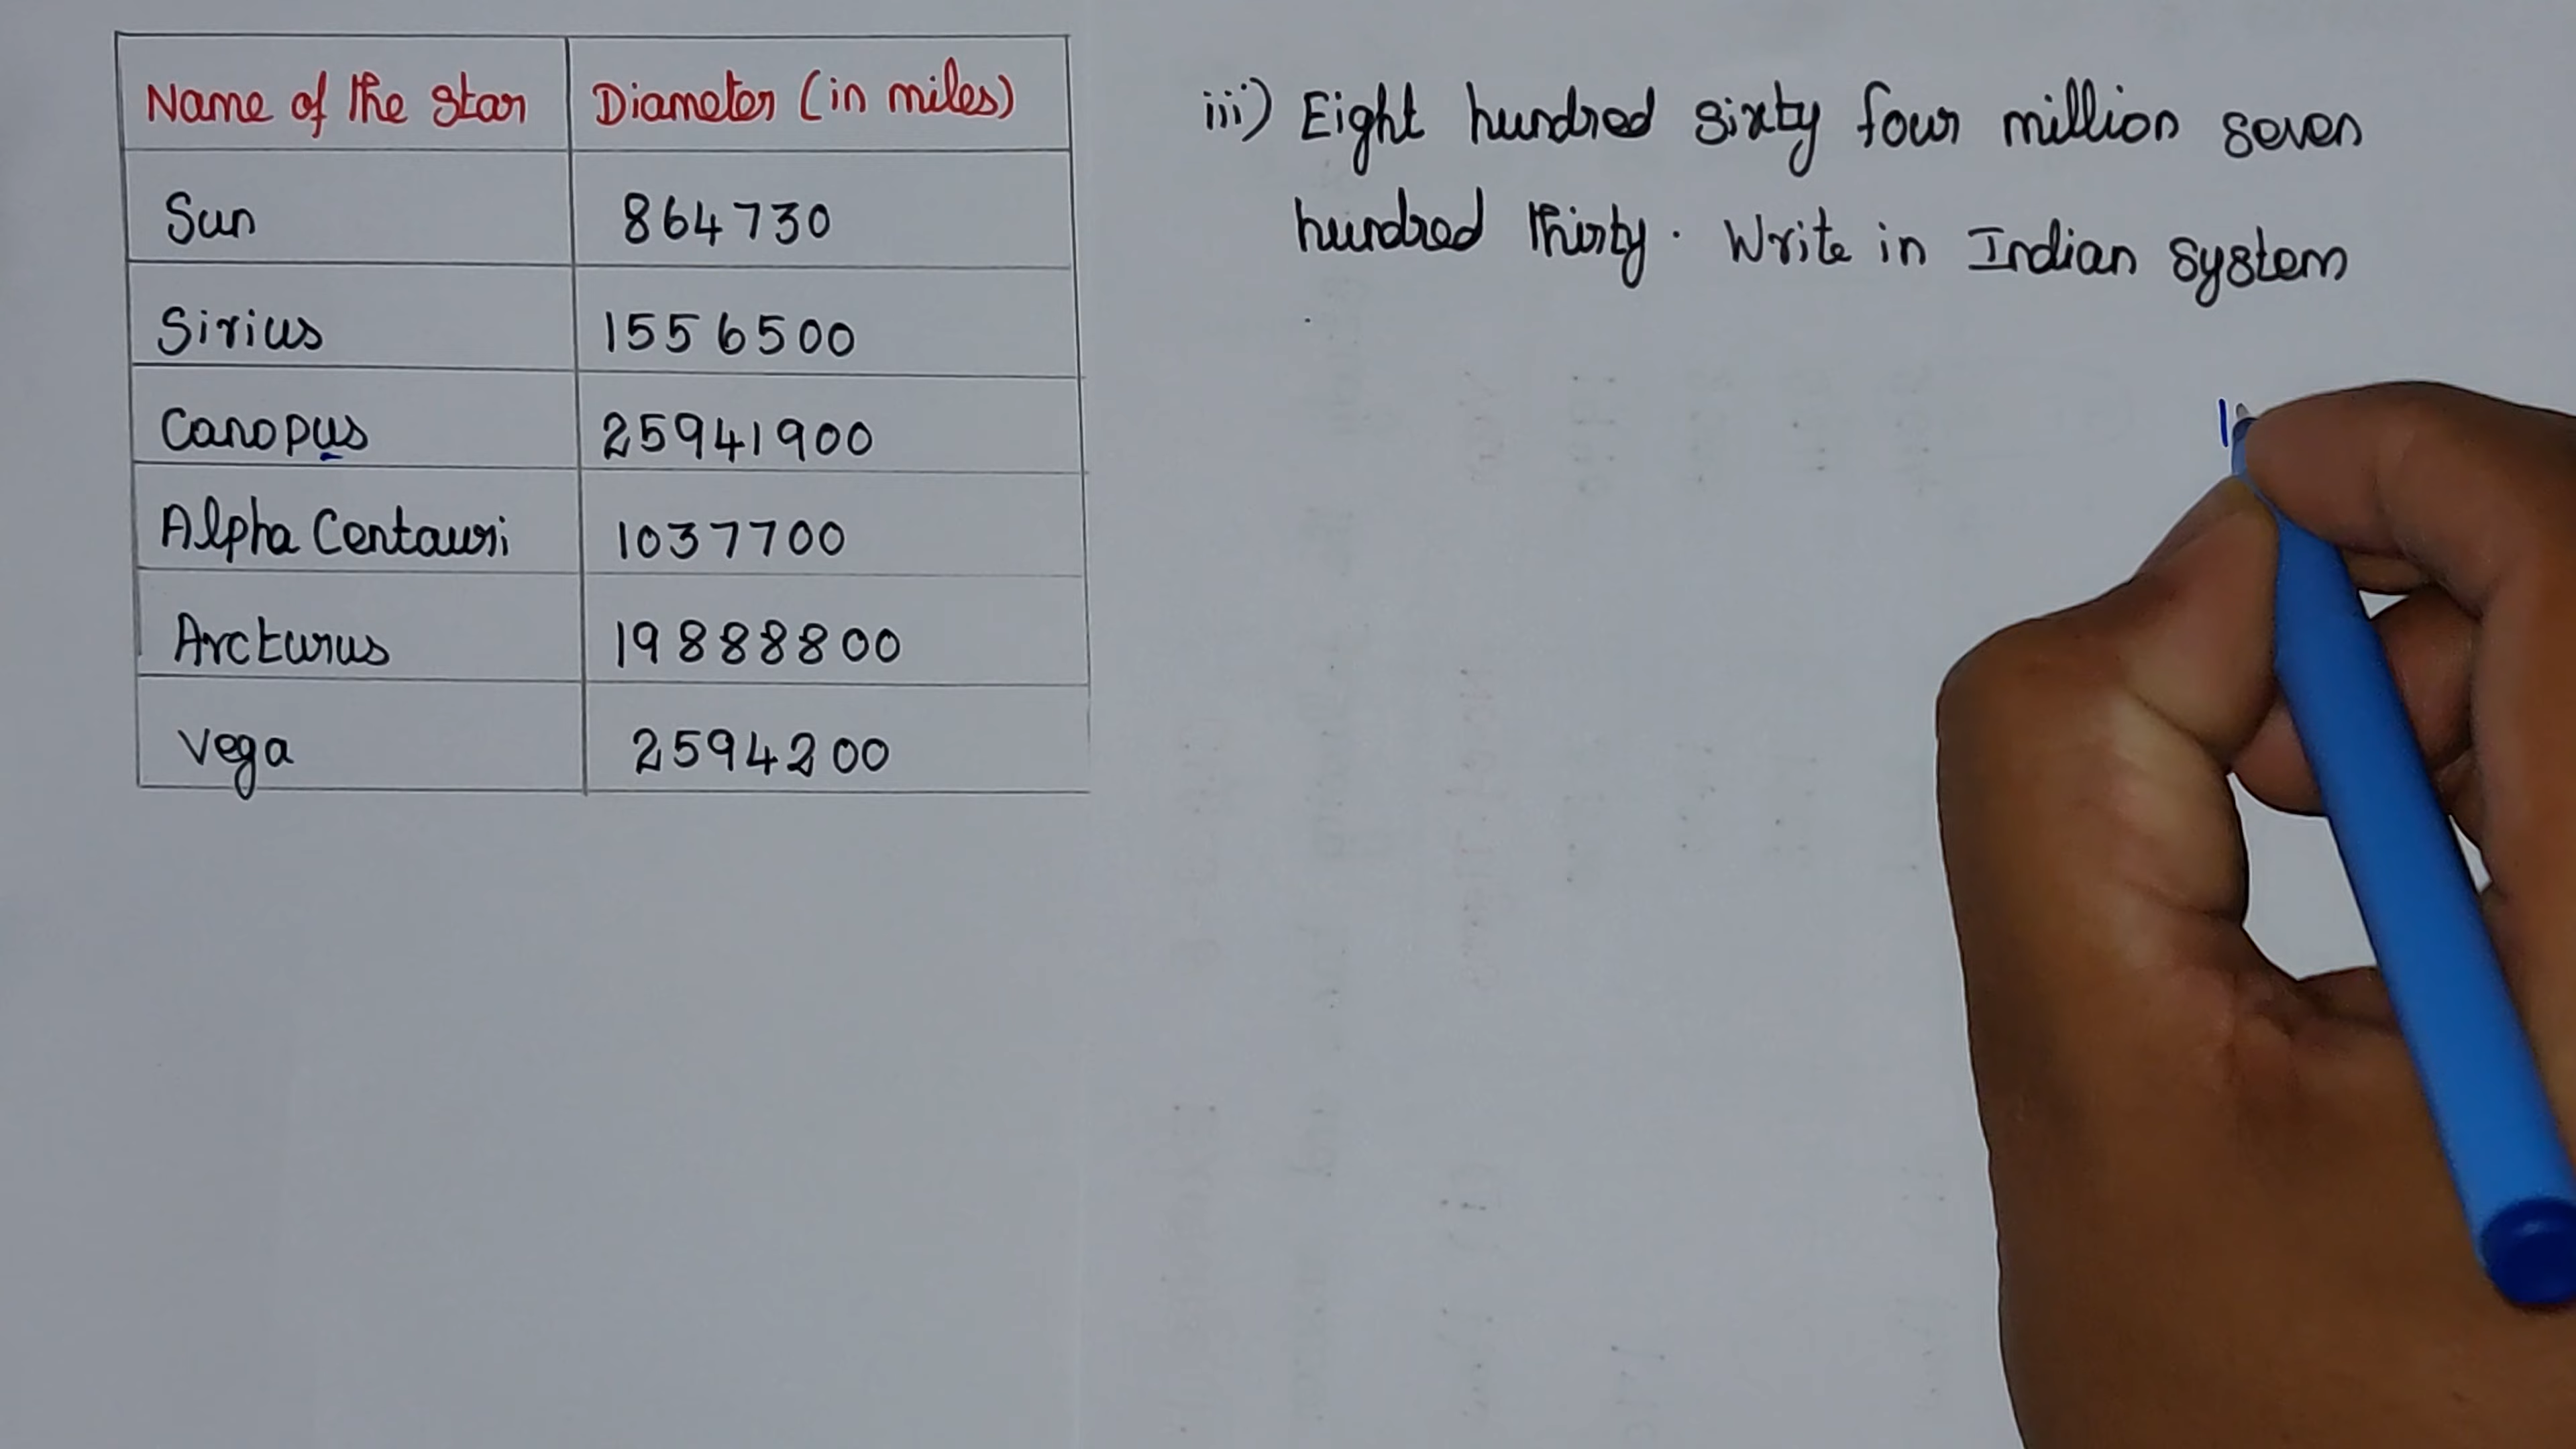 Name of the Star Diameter (in miles)
Sun 864730
Sirius 1556500
Canopus 25941900
Alpha Centauri 1037700
Arcturus 19888800
Vega 2594200
iii) Eight hundred sixty four million seven
hundred thirty. Write in Indian System